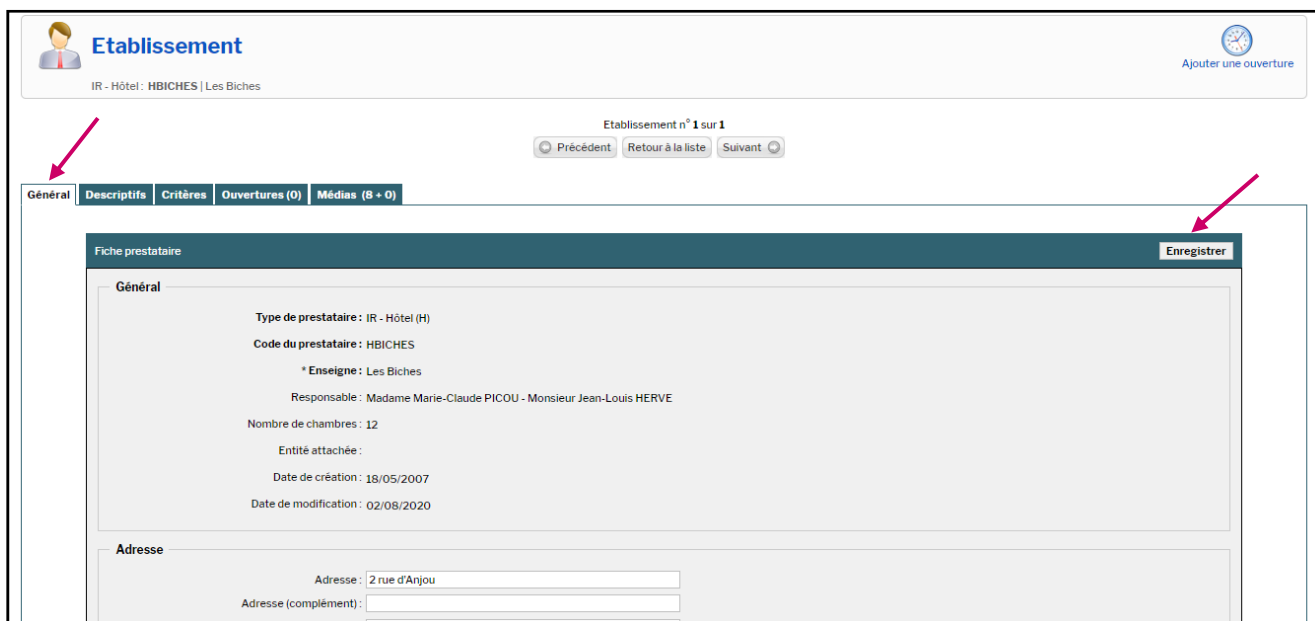 Etablissement
Ajouter une ouverture
IR - Hôtel : HBICHES | Les Biches
Etablissement n° 1 sur 1
Précédent Retour à la liste Suivant
Général Descriptifs Critères Ouvertures (0) Médias (8 + 0)
Fiche prestataire Enregistrer
Général
Type de prestataire : IR - Hôtel (H)
Code du prestataire : HBICHES
* Enseigne : Les Biches
Responsable : Madame Marie-Claude PICOU - Monsieur Jean-Louis HERVE
Nombre de chambres : 12
Entité attachée :
Date de création : 18/05/2007
Date de modification : 02/08/2020
Adresse
Adresse : 2 rue d'Anjou
Adresse (complément) :